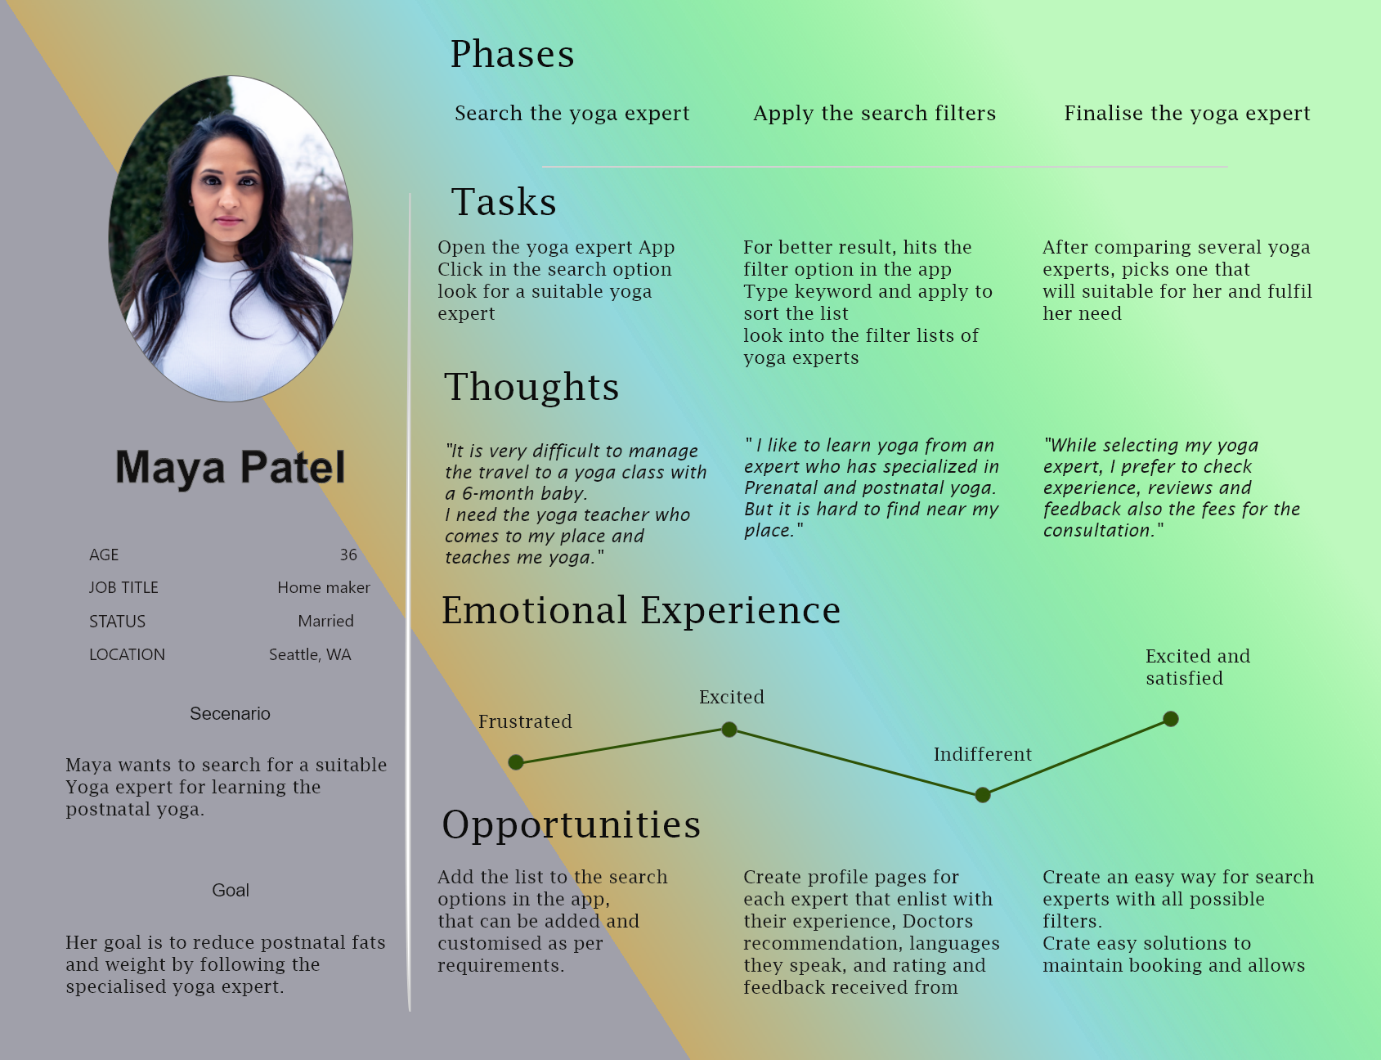 Phases
Search the yoga expert
Apply the search filters
Finalise the yoga expert
Tasks
Open the yoga expert App
Click in the search option
look for a suitable yoga
expert
For better result, hits the
filter option in the app
Type keyword and apply to
sort the list
look into the filter lists of
yoga experts
After comparing several yoga
experts, picks one that
will suitable for her and fulfil
her need
Thoughts
"It is very difficult to manage
the travel to a yoga class with
a 6-month baby.
I need the yoga teacher who
comes to my place and
teaches me yoga."
" I like to learn yoga from an
expert who has specialized in
Prenatal and postnatal yoga.
But it is hard to find near my
place."
"While selecting my yoga
expert, I prefer to check
experience, reviews and
feedback also the fees for the
consultation."
Maya Patel
AGE 36
JOB TITLE Home maker
STATUS Married
LOCATION Seattle, WA
Secenario
Maya wants to search for a suitable
Yoga expert for learning the
postnatal yoga.
Goal
Her goal is to reduce postnatal fats
and weight by following the
specialised yoga expert.
Emotional Experience
Frustrated
Excited
Indifferent
Excited and
satisfied
Opportunities
Add the list to the search
options in the app,
that can be added and
customised as per
requirements.
Create profile pages for
each expert that enlist with
their experience, Doctors
recommendation, languages
they speak, and rating and
feedback received from
Create an easy way for search
experts with all possible
filters.
Crate easy solutions to
maintain booking and allows